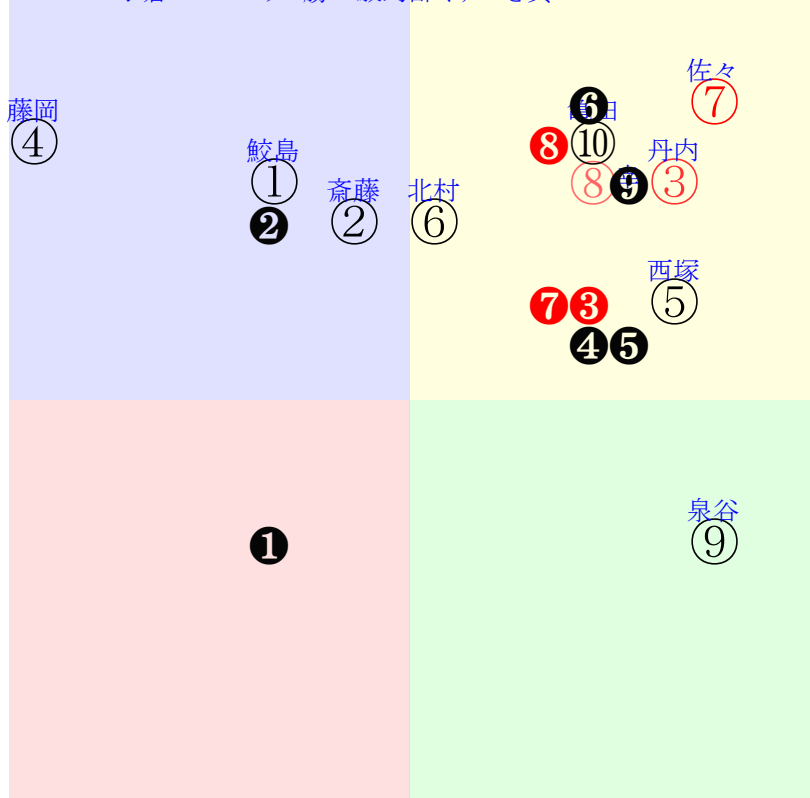 佐々
⑦
❻
藤岡
④
❽
⑩
鮫島
①
丹内
③
⑧
❾
斎藤
②
北村
⑥
❷
西塚
⑤
❼❸
❹❺
泉谷
⑨
❶